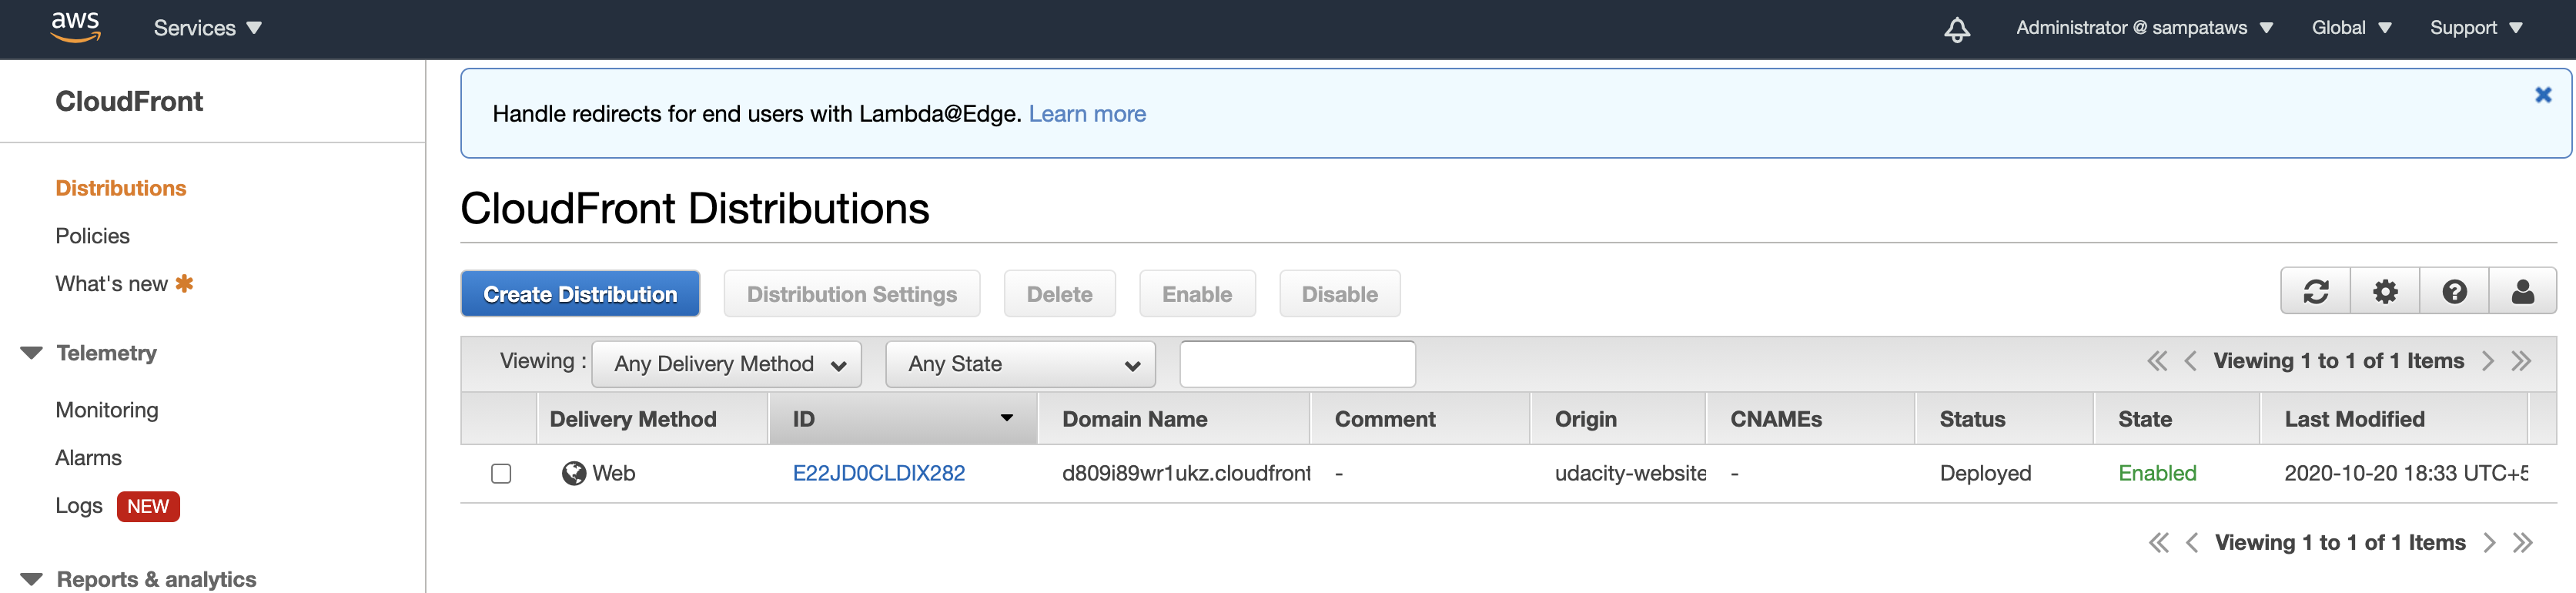 aws Services Administrator @ sampataws Global Support
CloudFront
Handle redirects for end users with Lambda@Edge. Learn more
Distributions
Policies
What's new
Telemetry
Monitoring
Alarms
Logs NEW
Reports & analytics
CloudFront Distributions
Create Distribution Distribution Settings Delete Enable Disable
Viewing : Any Delivery Method Any State Viewing 1 to 1 of 1 Items
Delivery Method ID Domain Name Comment Origin CNAMEs Status State Last Modified
Web E22JD0CLDIX282 d809i89wr1ukz.cloudfront - udacity-website - Deployed Enabled 2020-10-20 18:33 UTC+5
Viewing 1 to 1 of 1 Items